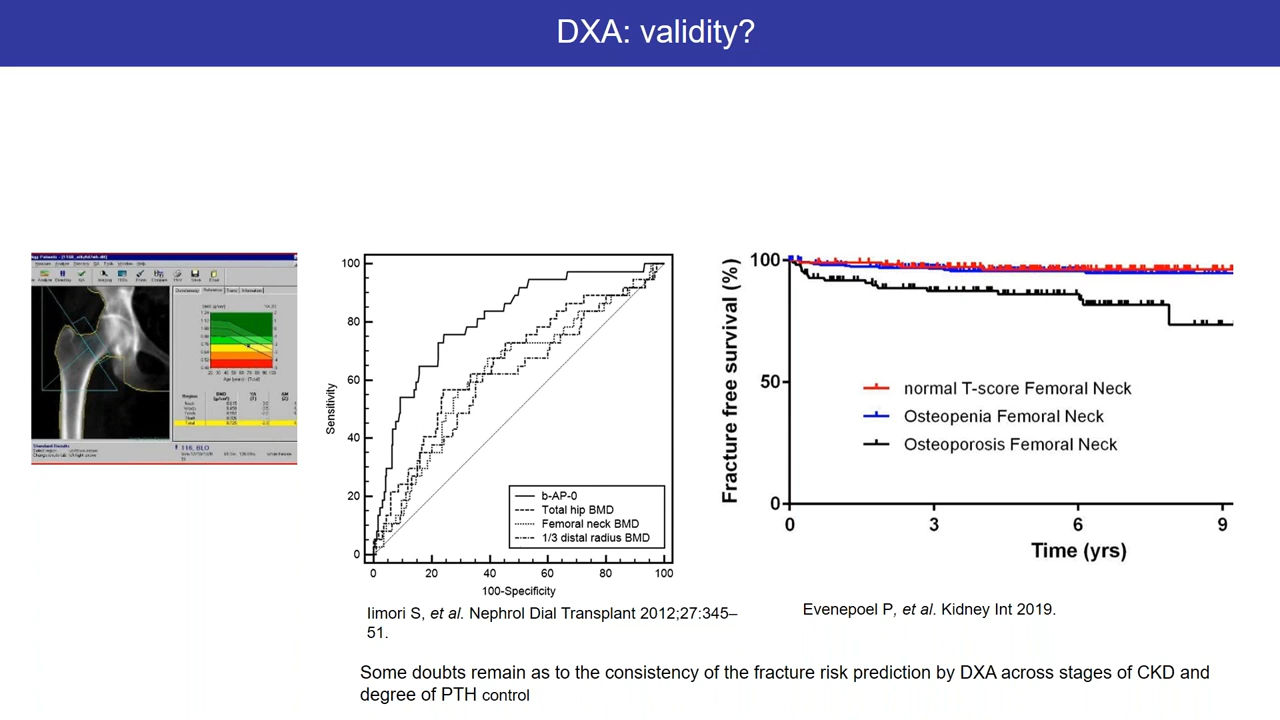 DXA: validity?
100
80
60
40
20
0
Sensitivity
b-AP-0
Total hip BMD
Femoral neck BMD
1/3 distal radius BMD
0 20 40 60 80 100
100-Specificity
Iimori S, et al. Nephrol Dial Transplant 2012;27:345–
51.
Fracture free survival (%)
100
50
0
normal T-score Femoral Neck
Osteopenia Femoral Neck
Osteoporosis Femoral Neck
0 3 6 9
Time (yrs)
Evenepoel P, et al. Kidney Int 2019.
Some doubts remain as to the consistency of the fracture risk prediction by DXA across stages of CKD and
degree of PTH control